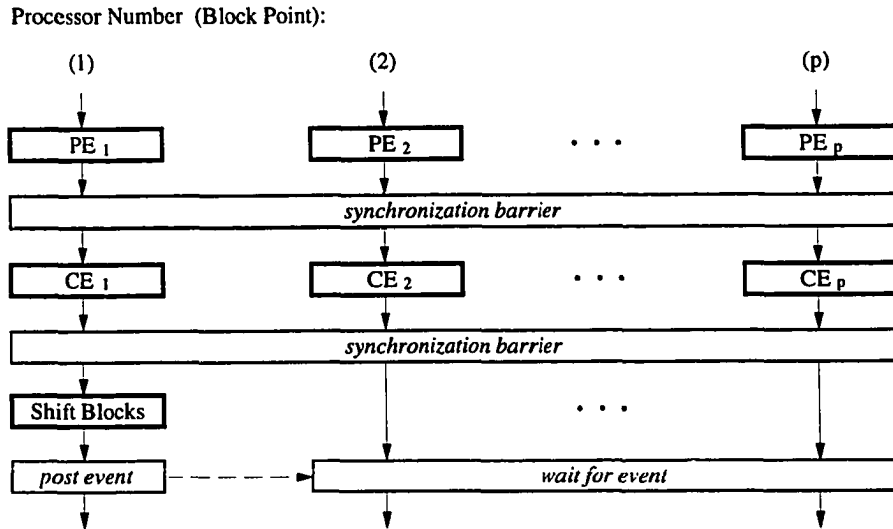 Processor Number (Block Point):
(1) (2) (p)
PE 1 PE 2 . . . PE p
synchronization barrier
CE 1 CE 2 . . . CE p
synchronization barrier
Shift Blocks . . .
post event wait for event